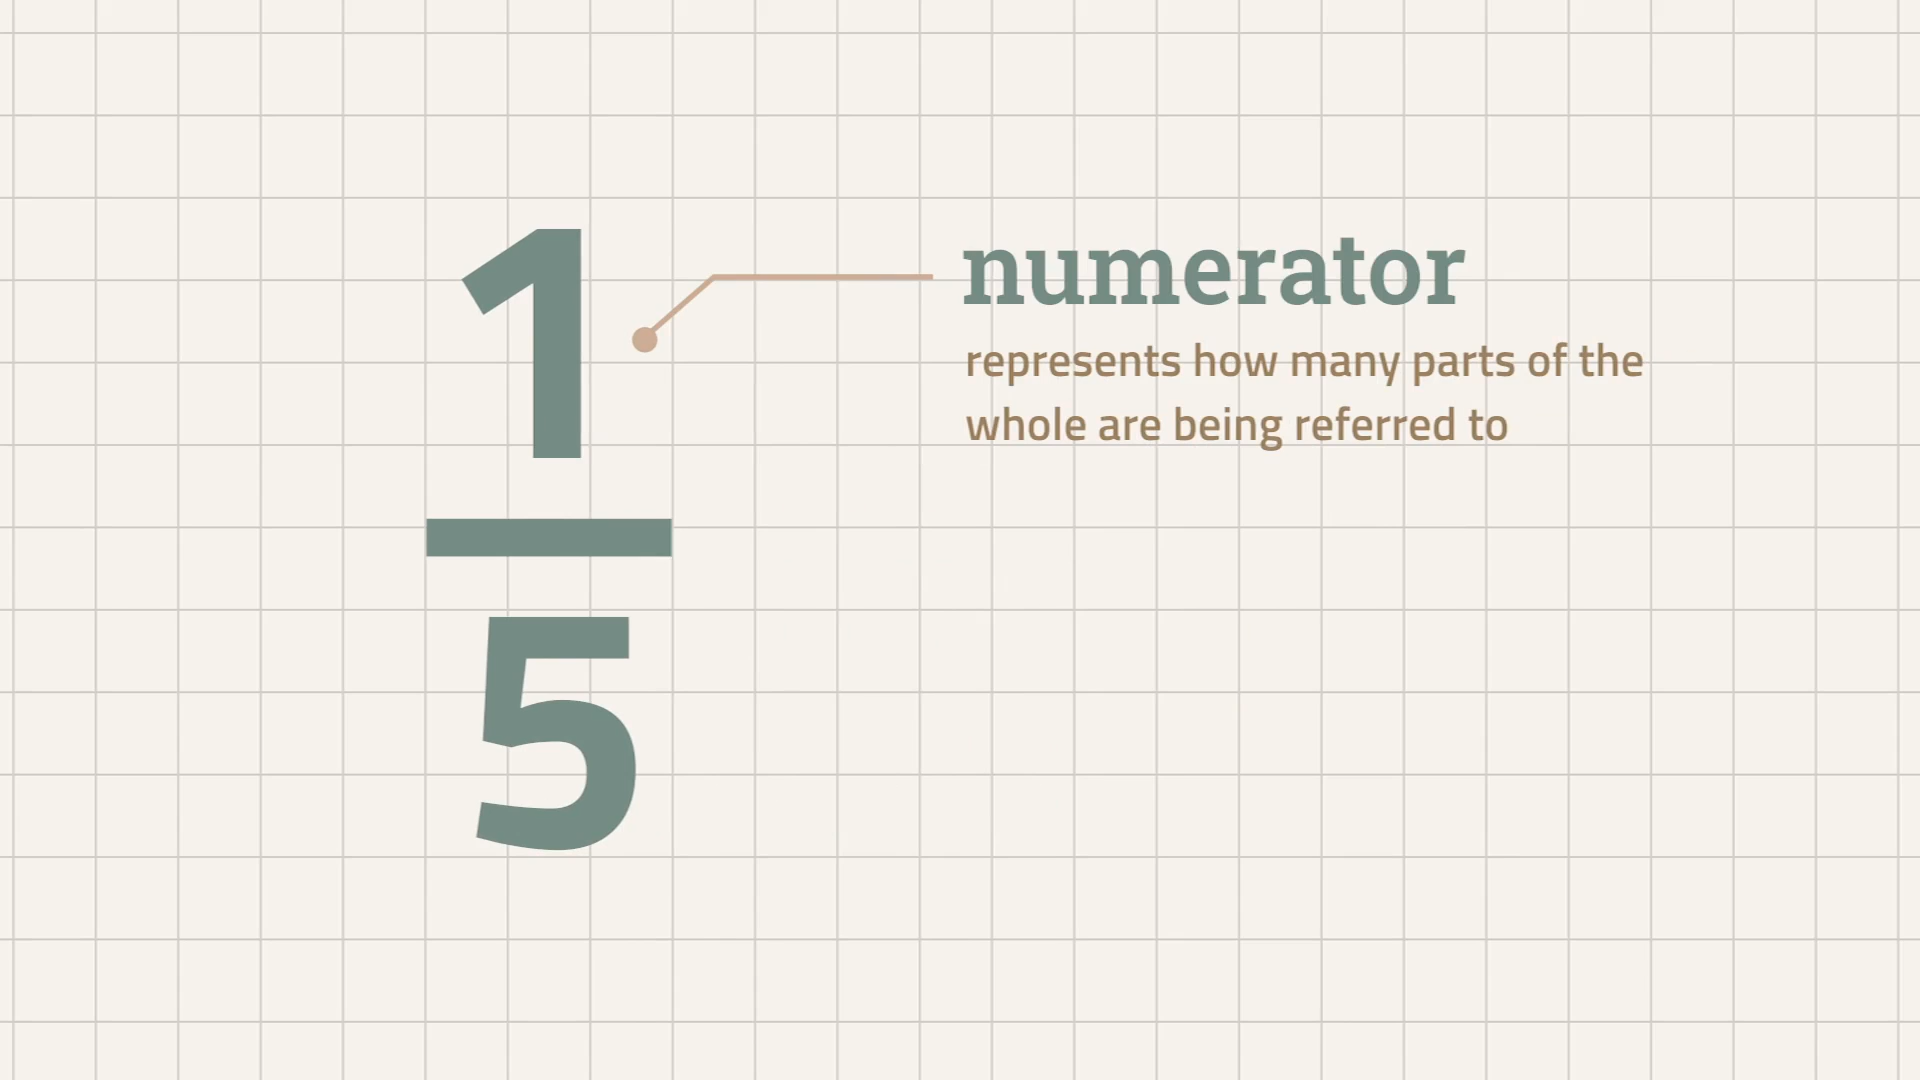 1
numerator
represents how many parts of the
whole are being referred to
5